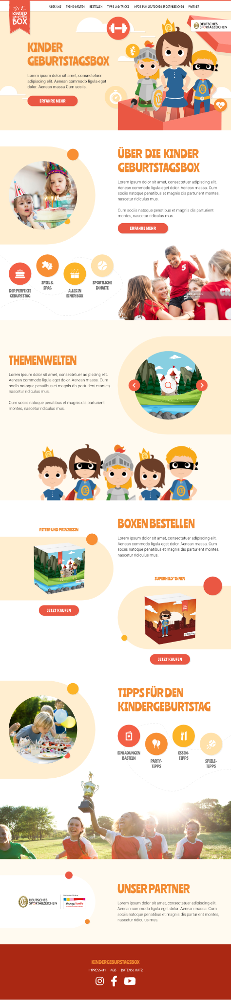 KINDER
GEBURTSTAGS
BOX
ÜBER UNS THEMENWELTEN BESTELLEN TIPPS UND TRICKS INFOS ZUM DEUTSCHEN SPORTABZEICHEN PARTNER
DEUTSCHES
SPORTABZEICHEN
KINDER
GEBURTSTAGSBOX
Lorem ipsum dolor sit amet, consectetuer
adipiscing elit. Aenean commodo ligula eget
dolor. Aenean massa Cum sociis.
ERFAHRE MEHR
ÜBER DIE KINDER
GEBURTSTAGSBOX
Lorem ipsum dolor sit amet, consectetuer adipiscing elit.
Aenean commodo ligula eget dolor. Aenean massa. Cum
sociis natoque penatibus et magnis dis parturient montes,
nascetur ridiculus mus.
Cum sociis natoque penatibus et magnis dis parturient
montes, nascetur ridiculus mus.
ERFAHRE MEHR
DER PERFEKTE
GEBURTSTAG
SPIEL &
SPAß
ALLES IN
EINER BOX
SPORTLICHE
INHALTE
5
THEMENWELTEN
Lorem ipsum dolor sit amet, consectetuer adipiscing elit.
Aenean commodo ligula eget dolor. Aenean massa. Cum
sociis natoque penatibus et magnis dis parturient montes,
nascetur ridiculus mus.
Cum sociis natoque penatibus et magnis dis parturient
montes, nascetur ridiculus mus.
BOXEN BESTELLEN
Lorem ipsum dolor sit amet, consectetuer adipiscing elit.
Aenean commodo ligula eget dolor. Aenean massa. Cum
sociis natoque penatibus et magnis dis parturient montes,
nascetur ridiculus mus.
RITTER UND PRINZESSIN
JETZT KAUFEN
SUPERHELD*INNEN
JETZT KAUFEN
TIPPS FÜR DEN
KINDERGEBURTSTAG
EINLADUNGEN
BASTELN
PARTY-
TIPPS
ESSEN-
TIPPS
SPIELE-
TIPPS
UNSER PARTNER
Lorem ipsum dolor sit amet, consectetuer adipiscing elit.
Aenean commodo ligula eget dolor. Aenean massa. Cum
sociis natoque penatibus et magnis dis parturient montes,
nascetur ridiculus mus.
DEUTSCHES
SPORTABZEICHEN
Ernsting's family
KINDERGEBURSTAGSBOX
IMPRESSUM AGB DATENSCHUTZ